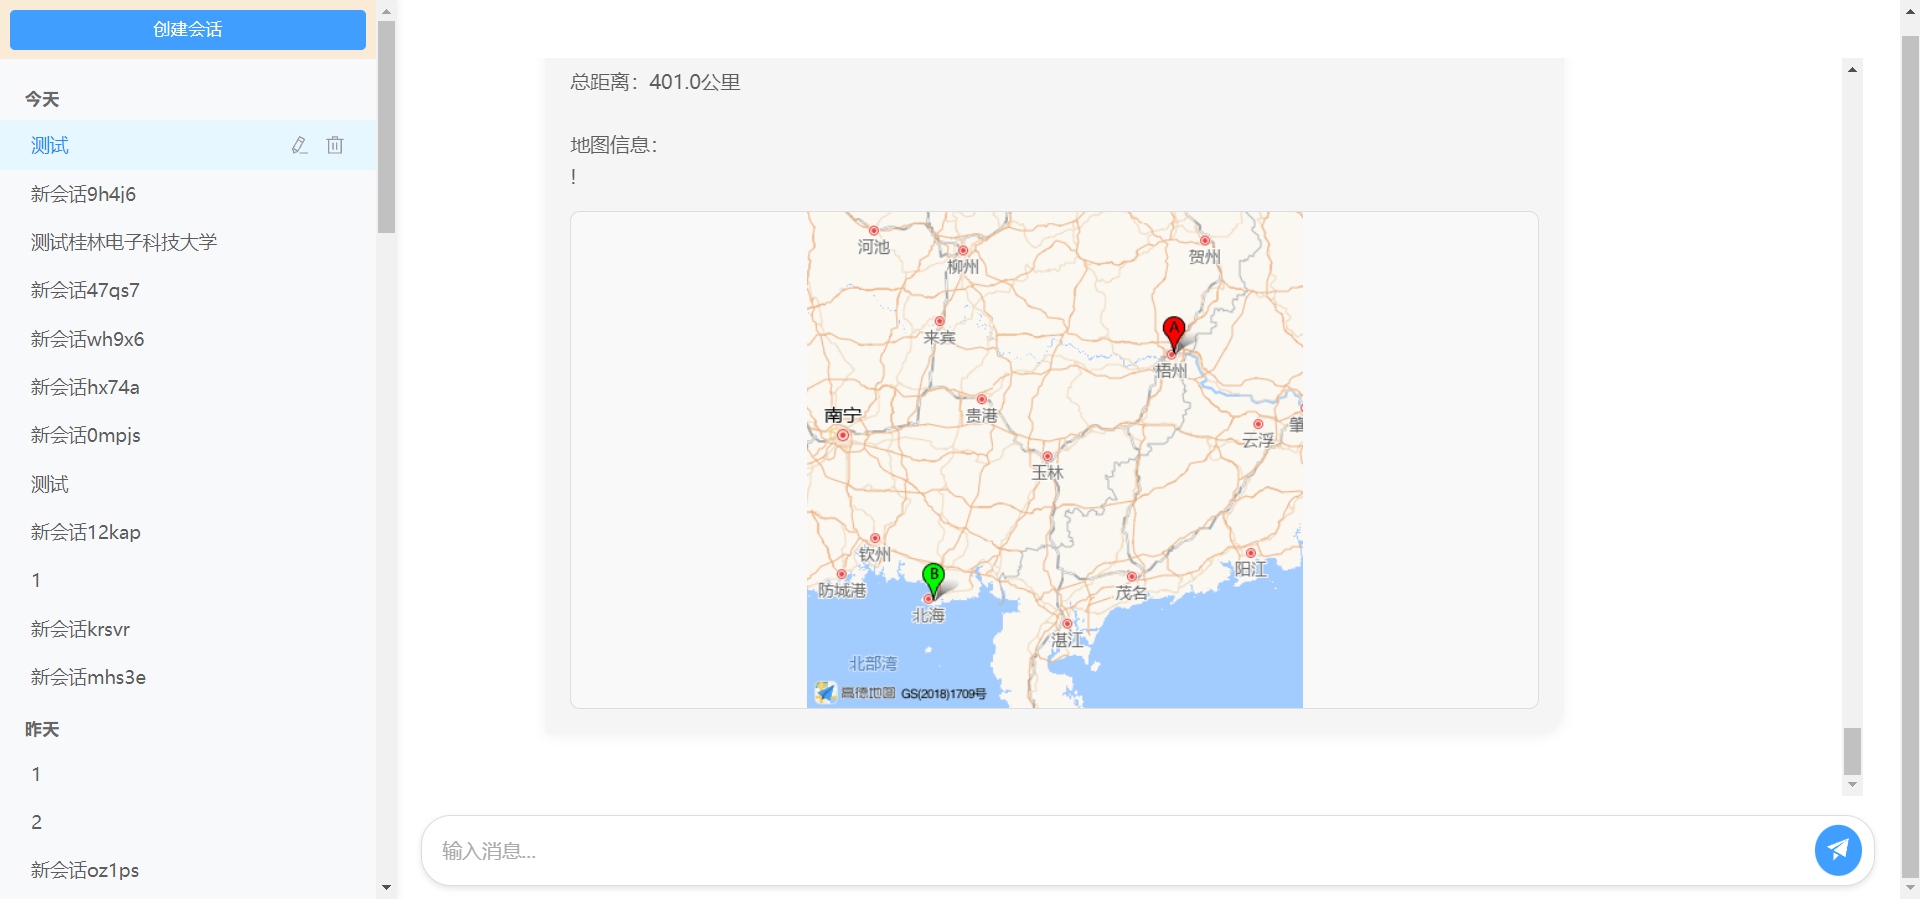 创建会话
今天
测试
新会话9h4j6
测试桂林电子科技大学
新会话47qs7
新会话wh9x6
新会话hx74a
新会话0mpjs
测试
新会话12kap
1
新会话krsvr
新会话mhs3e
昨天
1
2
新会话oz1ps
总距离：401.0公里
地图信息：
!
河池
柳州
贺州
来宾
A
梧州
南宁
贵港
云浮
肇
玉林
钦州
B
防城港
北海
阳江
茂名
湛江
北部湾
高德地图 GS(2018)1709号
输入消息...